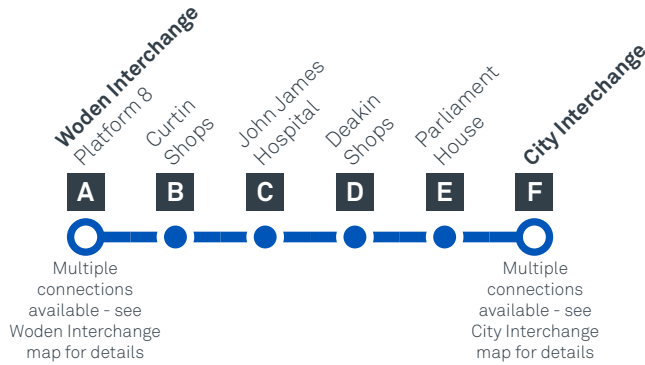 Woden Interchange
Platform 8
Curtin
Shops
John James
Hospital
Deakin
Shops
Parliament
House
City Interchange
A
B
C
D
E
F
Multiple
connections
available - see
Woden Interchange
map for details
Multiple
connections
available - see
City Interchange
map for details